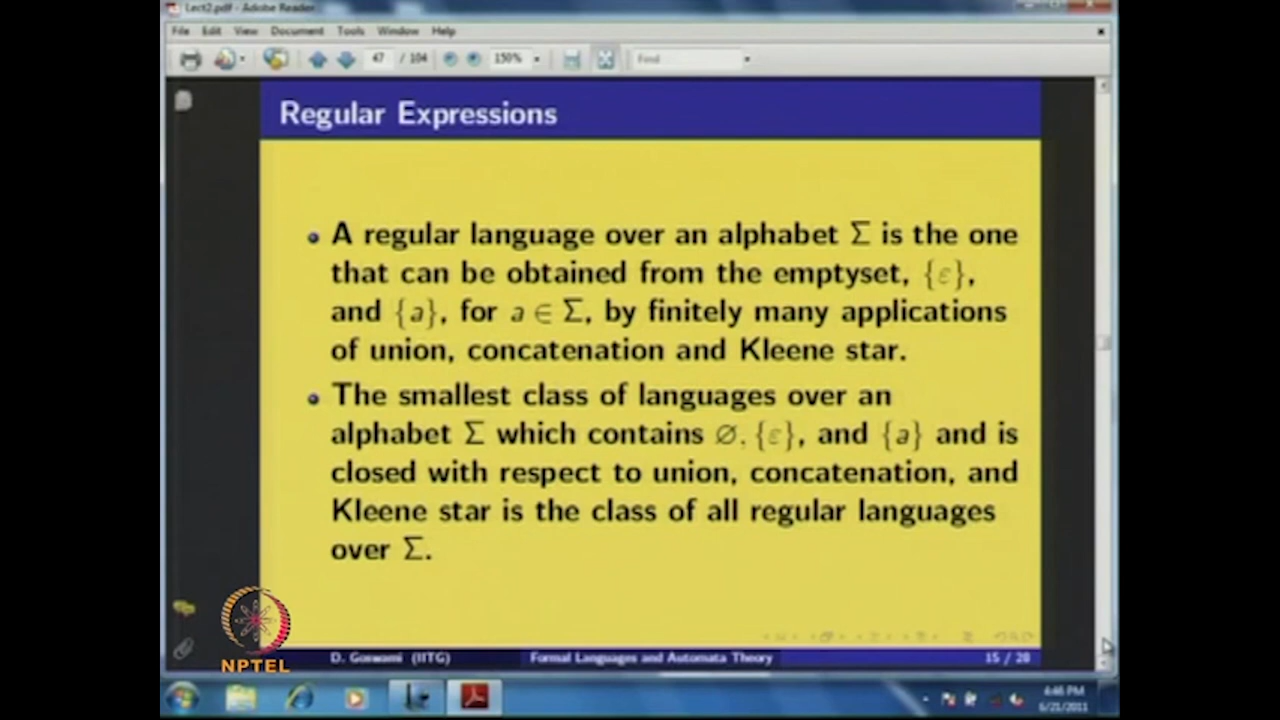 Lect2.pdf - Adobe Reader
File Edit View Document Tools Window Help
47 / 104 150% Find
Regular Expressions
A regular language over an alphabet Σ is the one
that can be obtained from the emptyset, {ε},
and {a}, for a ∈ Σ, by finitely many applications
of union, concatenation and Kleene star.
The smallest class of languages over an
alphabet Σ which contains ∅, {ε}, and {a} and is
closed with respect to union, concatenation, and
Kleene star is the class of all regular languages
over Σ.
NPTEL
D. Goswami (IITG) Formal Languages and Automata Theory 15 / 20
4:46 PM
6/21/2011